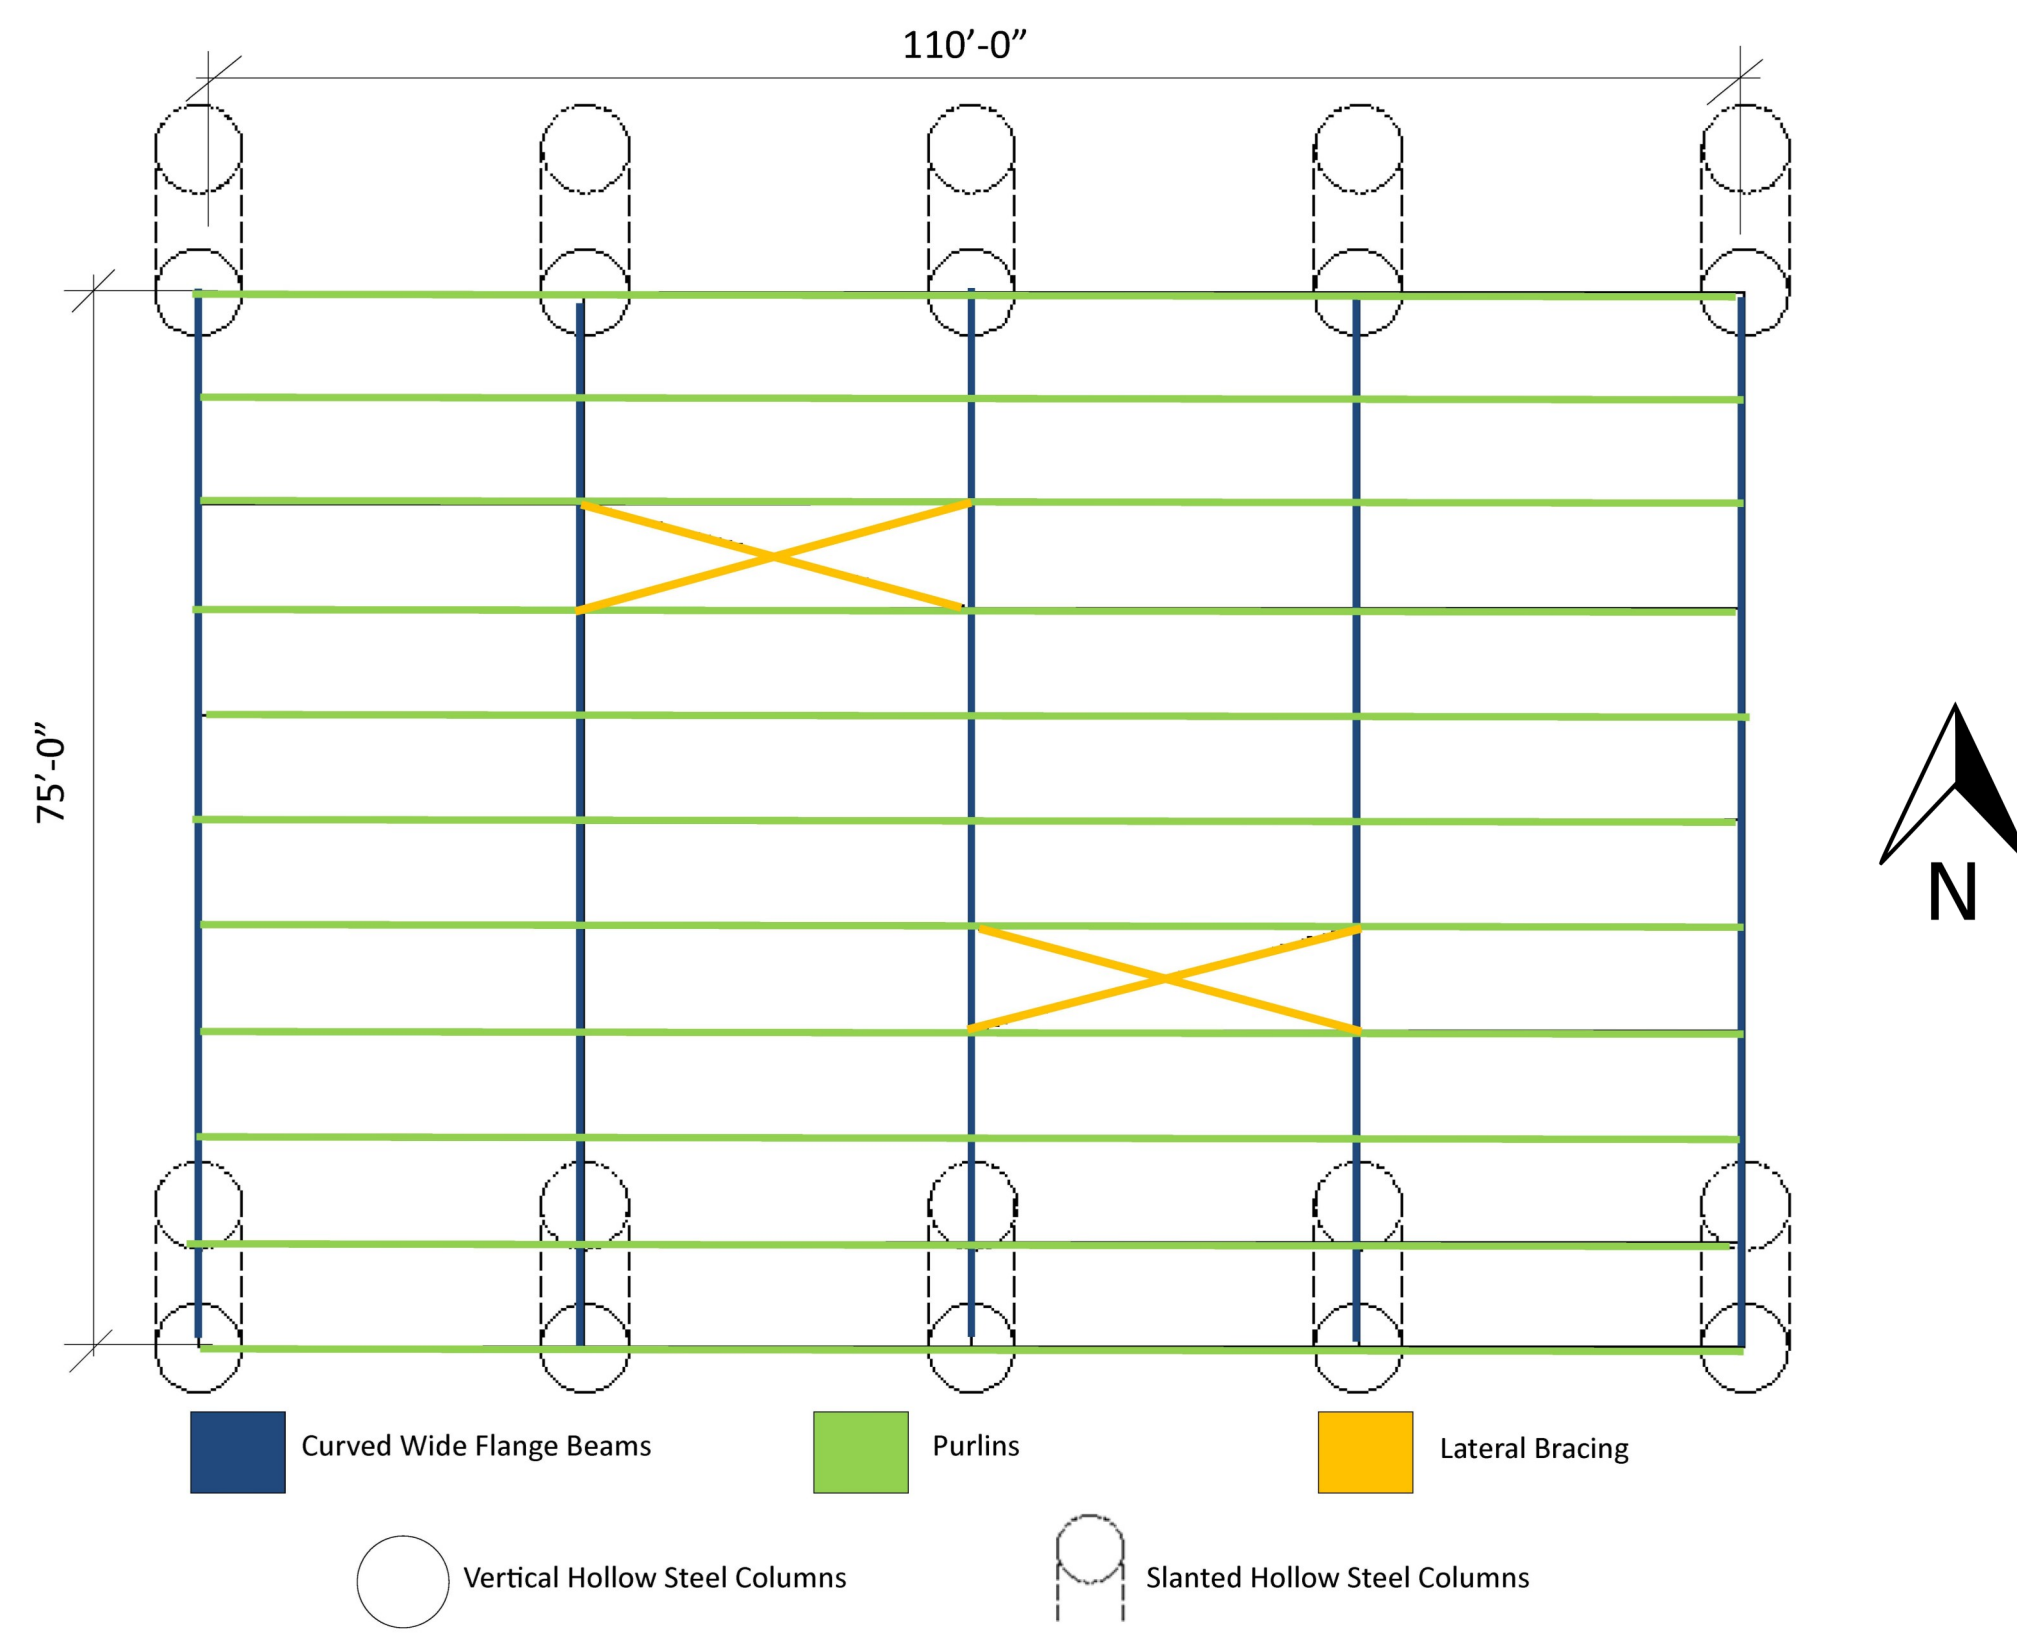 110’-0”
75’-0”
N
Curved Wide Flange Beams
Purlins
Lateral Bracing
Vertical Hollow Steel Columns
Slanted Hollow Steel Columns